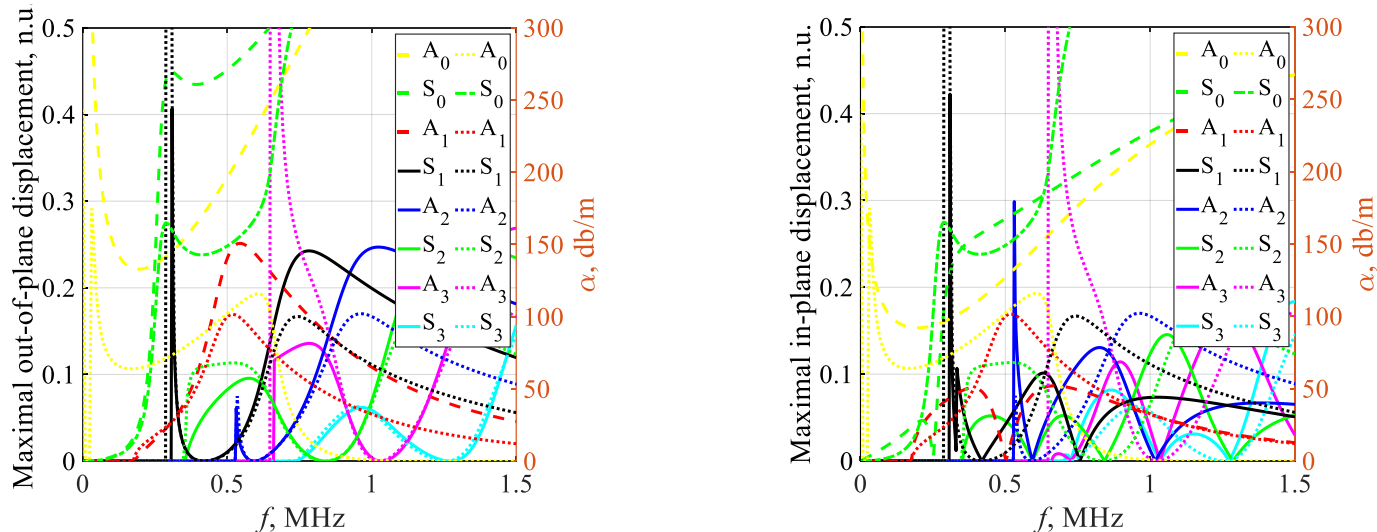 Maximal out-of-plane displacement, n.u.
0.5
0.4
0.3
0.2
0.1
0
0
0.5
1
1.5
f, MHz
300
250
200
150
100
50
0
α, db/m
A0 A0
S0 S0
A1 A1
S1 S1
A2 A2
S2 S2
A3 A3
S3 S3
Maximal in-plane displacement, n.u.
0.5
0.4
0.3
0.2
0.1
0
0
0.5
1
1.5
f, MHz
300
250
200
150
100
50
0
α, db/m
A0 A0
S0 S0
A1 A1
S1 S1
A2 A2
S2 S2
A3 A3
S3 S3